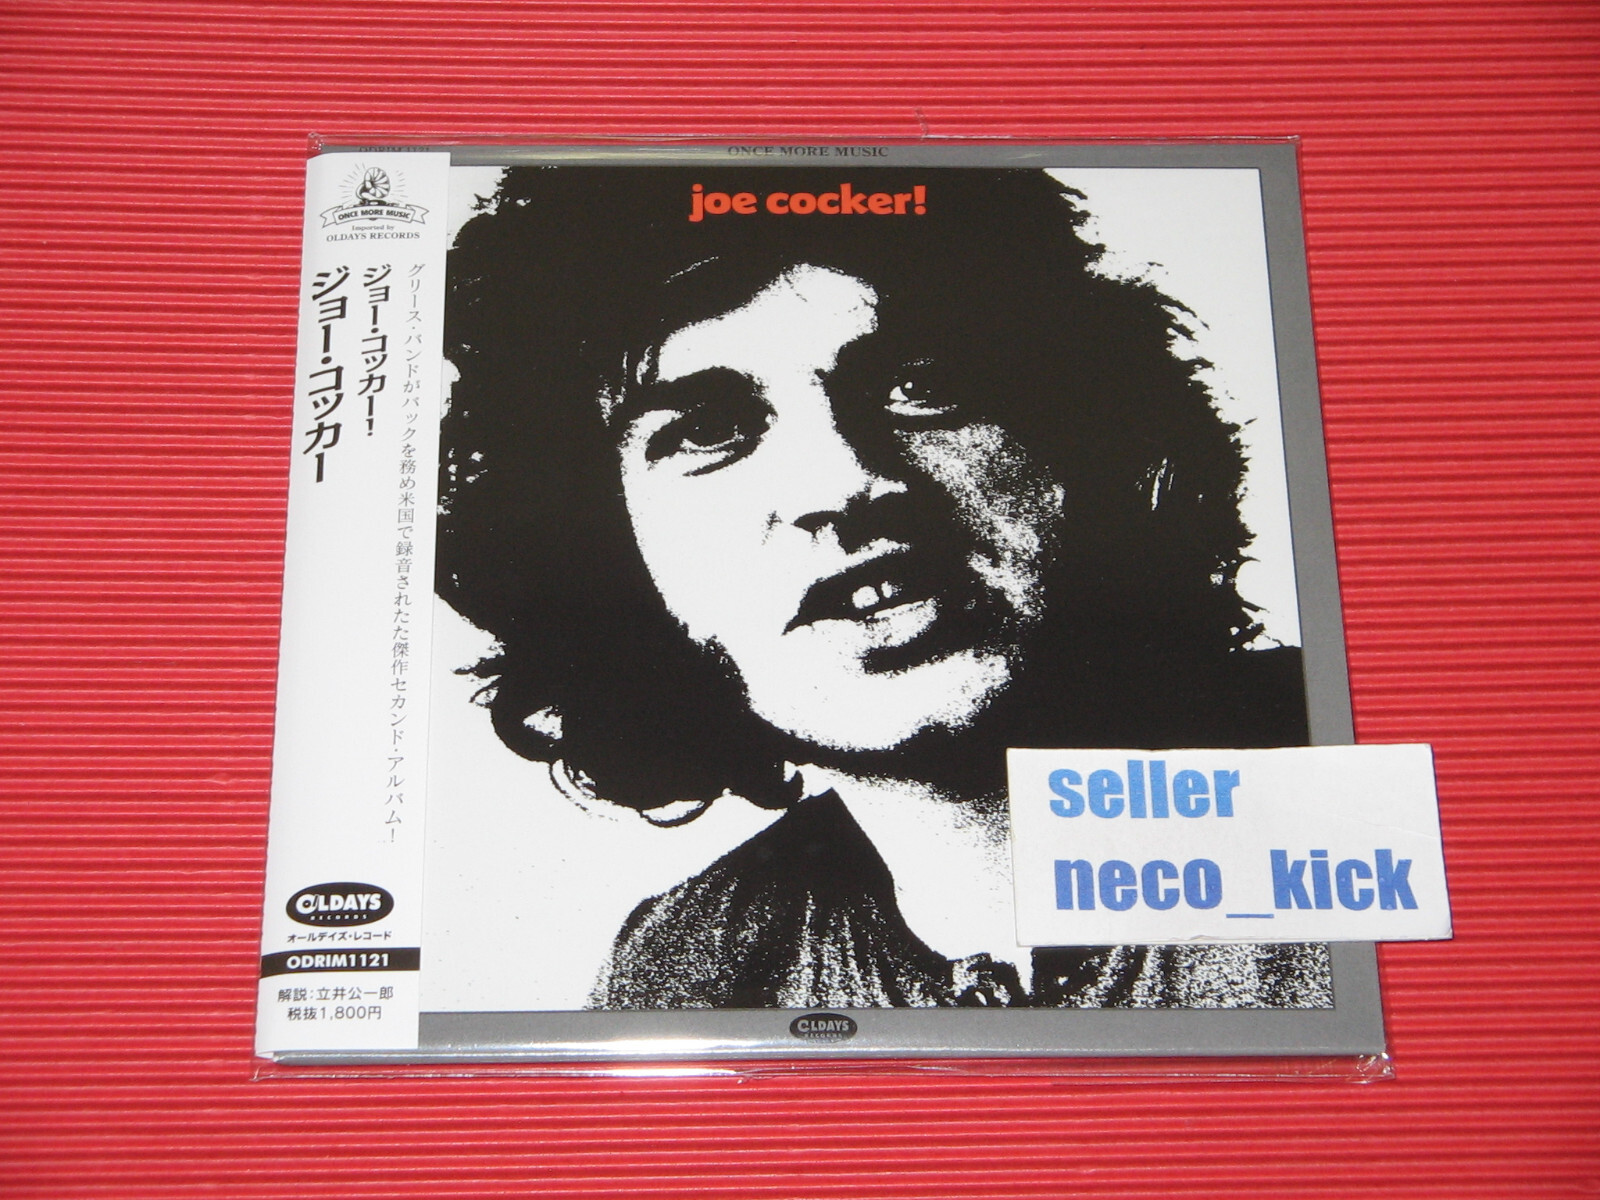 ONCE MORE MUSIC
joe cocker!
ONCE MORE MUSIC
Imported by
OLDAYS RECORDS
グリース・バンドがバックを務め米国で録音されたた傑作セカンド・アルバム!
ジョー・コッカー!
ジョー・コッカー
OLDAYS
RECORDS
オールデイズ・レコード
ODRIM1121
解説:立井公一郎
税抜1,800円
seller
neco_kick
OLDAYS
RECORDS